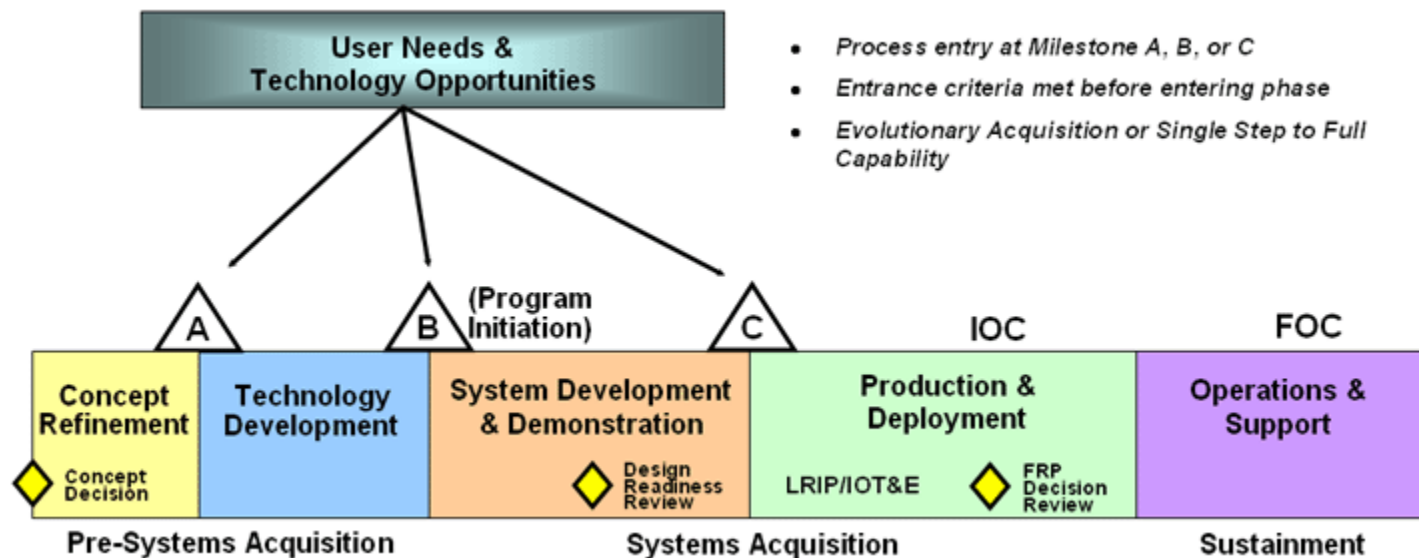 User Needs &
Technology Opportunities
• Process entry at Milestone A, B, or C
• Entrance criteria met before entering phase
• Evolutionary Acquisition or Single Step to Full
Capability
A
B
(Program
Initiation)
C
IOC
FOC
Concept
Refinement
Technology
Development
System Development
& Demonstration
Production &
Deployment
Operations &
Support
Concept
Decision
Design
Readiness
Review
LRIP/IOT&E
FRP
Decision
Review
Pre-Systems Acquisition
Systems Acquisition
Sustainment